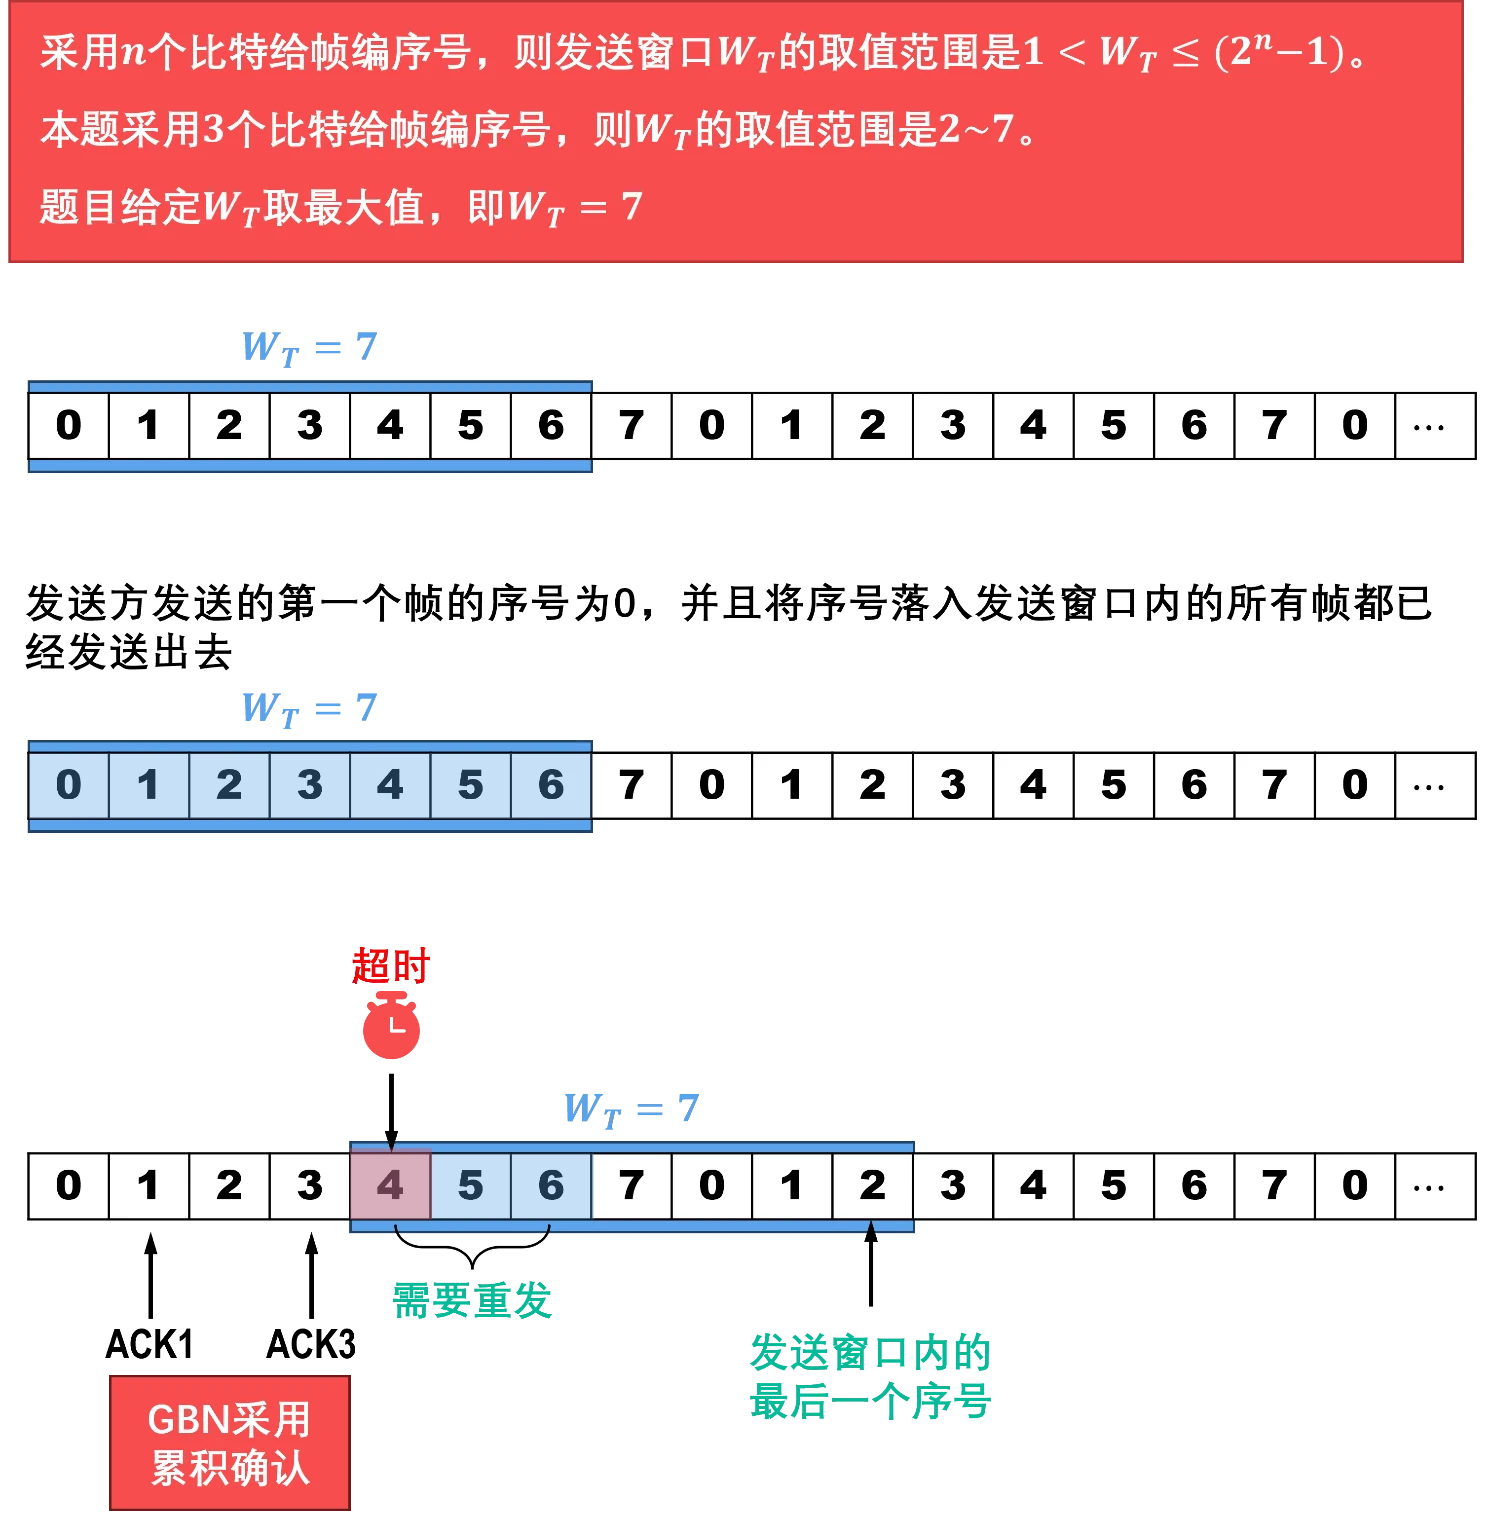 采用n个比特给帧编序号，则发送窗口W_T的取值范围是1 < W_T ≤ (2^n−1)。
本题采用3个比特给帧编序号，则W_T的取值范围是2~7。
题目给定W_T取最大值，即W_T = 7
W_T = 7
0 1 2 3 4 5 6 7 0 1 2 3 4 5 6 7 0 …
发送方发送的第一个帧的序号为0，并且将序号落入发送窗口内的所有帧都已
经发送出去
W_T = 7
0 1 2 3 4 5 6 7 0 1 2 3 4 5 6 7 0 …
超时
W_T = 7
0 1 2 3 4 5 6 7 0 1 2 3 4 5 6 7 0 …
需要重发
ACK1 ACK3
发送窗口内的
最后一个序号
GBN采用
累积确认